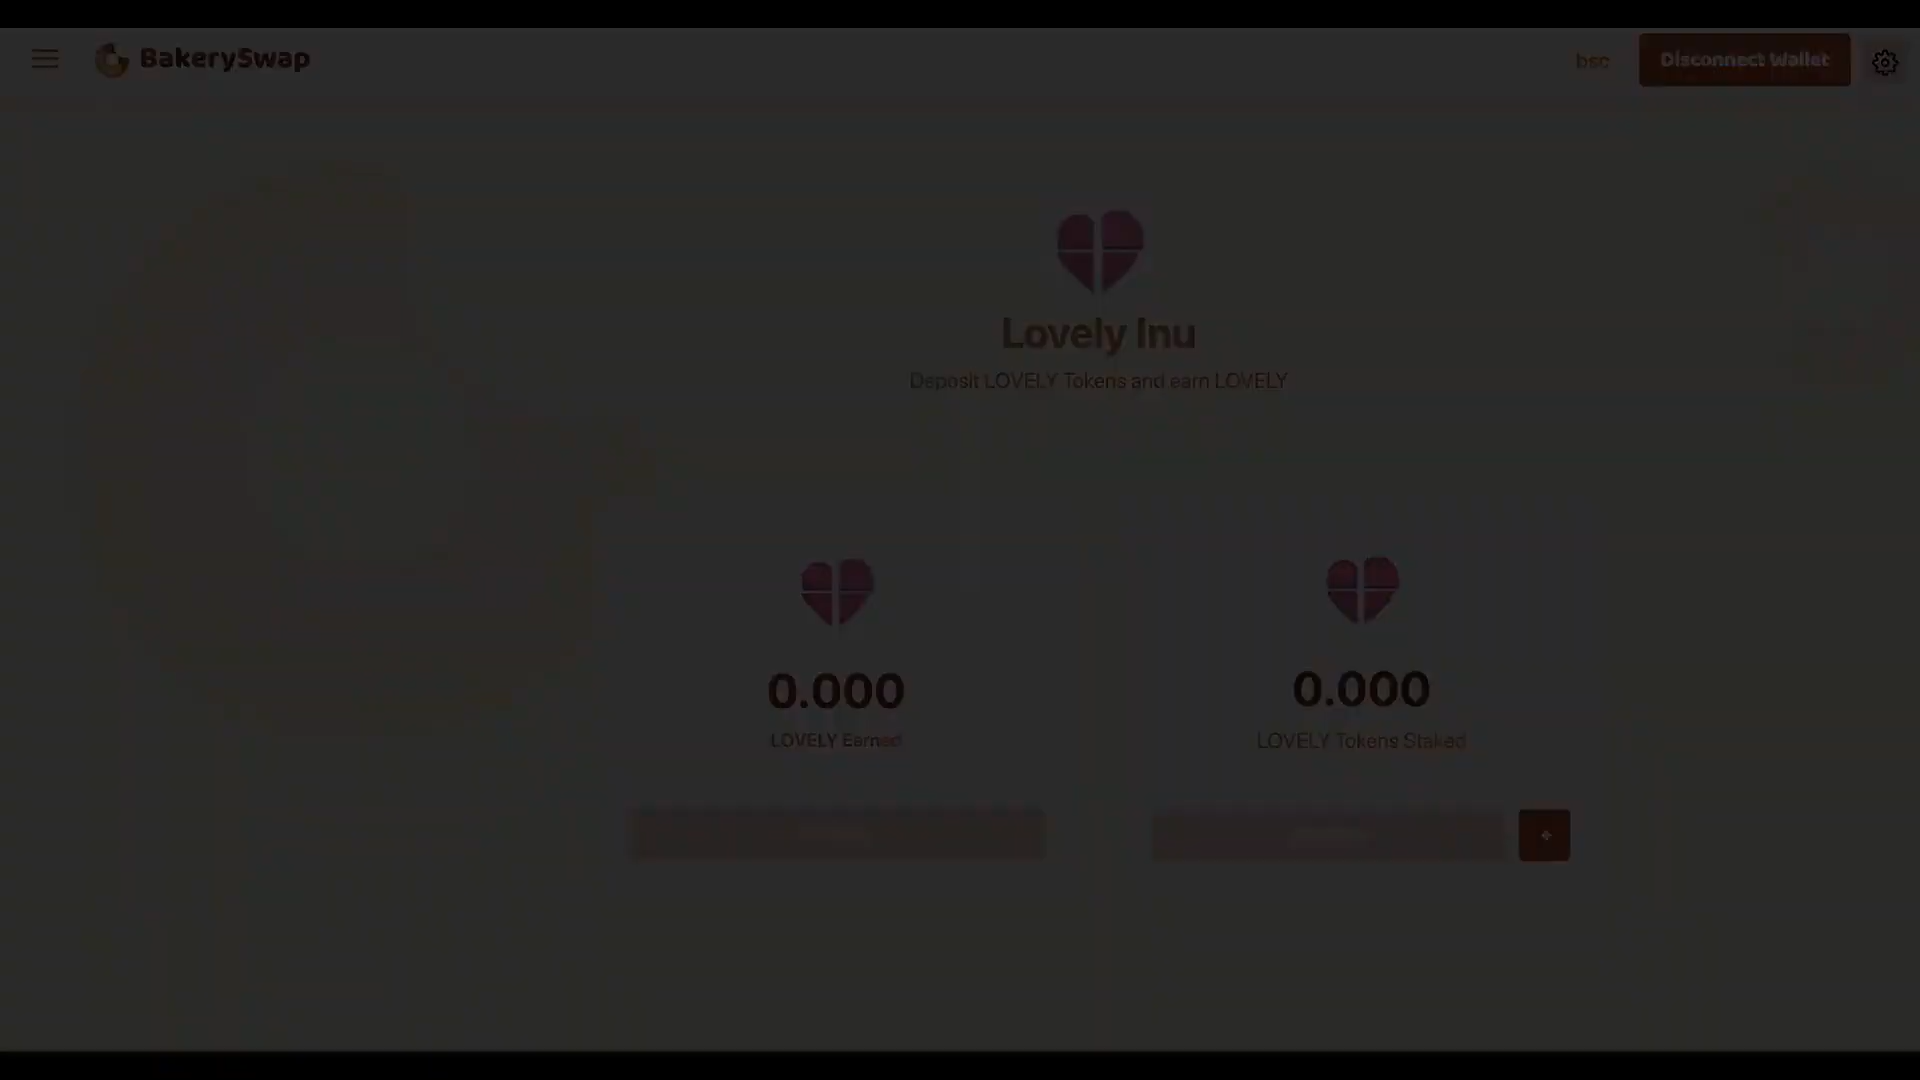 BakerySwap
bsc
Disconnect Wallet
Lovely Inu
Deposit LOVELY Tokens and earn LOVELY
0.000
LOVELY Earned
0.000
LOVELY Tokens Staked
+